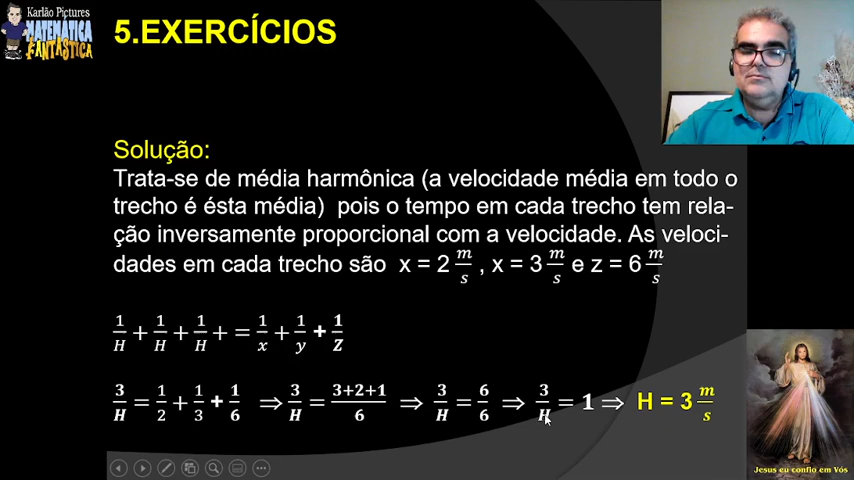 Karlão Pictures
MATEMÁTICA
FANTÁSTICA
5.EXERCÍCIOS
Solução:
Trata-se de média harmônica (a velocidade média em todo o
trecho é ésta média) pois o tempo em cada trecho tem rela-
ção inversamente proporcional com a velocidade. As veloci-
dades em cada trecho são x = 2 m/s , x = 3 m/s e z = 6 m/s
1/H + 1/H + 1/H + = 1/x + 1/y + 1/Z
3/H = 1/2 + 1/3 + 1/6 ⇒ 3/H = 3+2+1/6 ⇒ 3/H = 6/6 ⇒ 3/H = 1 ⇒ H = 3 m/s
Jesus eu confio em Vós